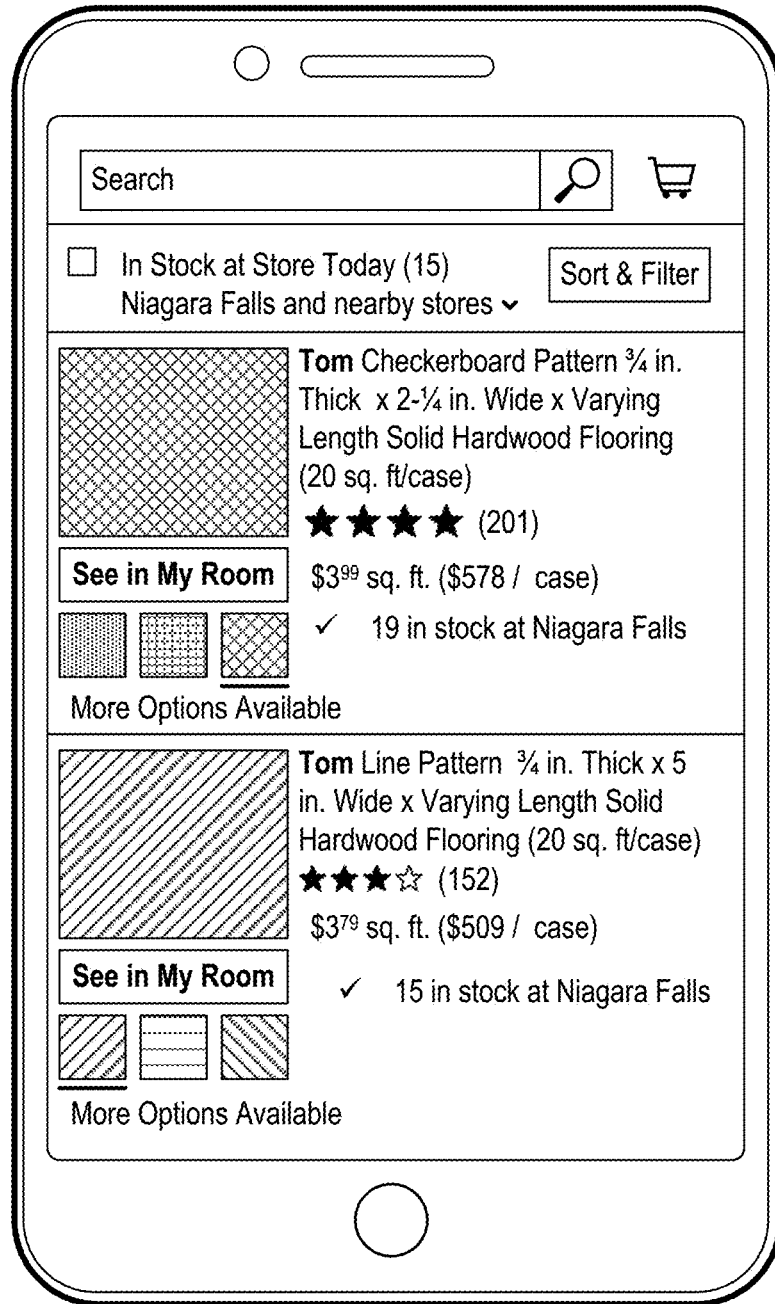 Search
In Stock at Store Today (15)
Niagara Falls and nearby stores
Sort & Filter
Tom Checkerboard Pattern ¾ in.
Thick x 2-¼ in. Wide x Varying
Length Solid Hardwood Flooring
(20 sq. ft/case)
(201)
See in My Room
$3⁹⁹ sq. ft. ($578 / case)
19 in stock at Niagara Falls
More Options Available
Tom Line Pattern ¾ in. Thick x 5
in. Wide x Varying Length Solid
Hardwood Flooring (20 sq. ft/case)
(152)
$3⁷⁹ sq. ft. ($509 / case)
See in My Room
15 in stock at Niagara Falls
More Options Available